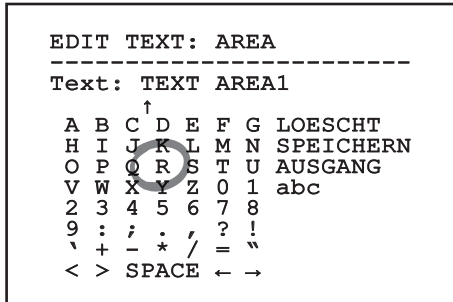 EDIT TEXT: AREA
------------------------
Text: TEXT AREA1
↑
A B C D E F G LOESCHT
H I J K L M N SPEICHERN
O P Q R S T U AUSGANG
V W X Y Z 0 1 abc
2 3 4 5 6 7 8
9 : ; . , ? !
‵ + - * / = ‶
< > SPACE ← →